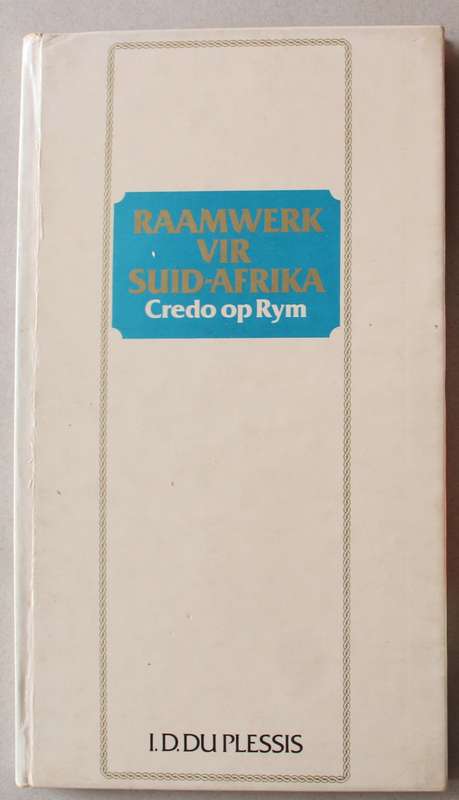 RAAMWERK
VIR
SUID-AFRIKA
Credo op Rym
I.D. DU PLESSIS